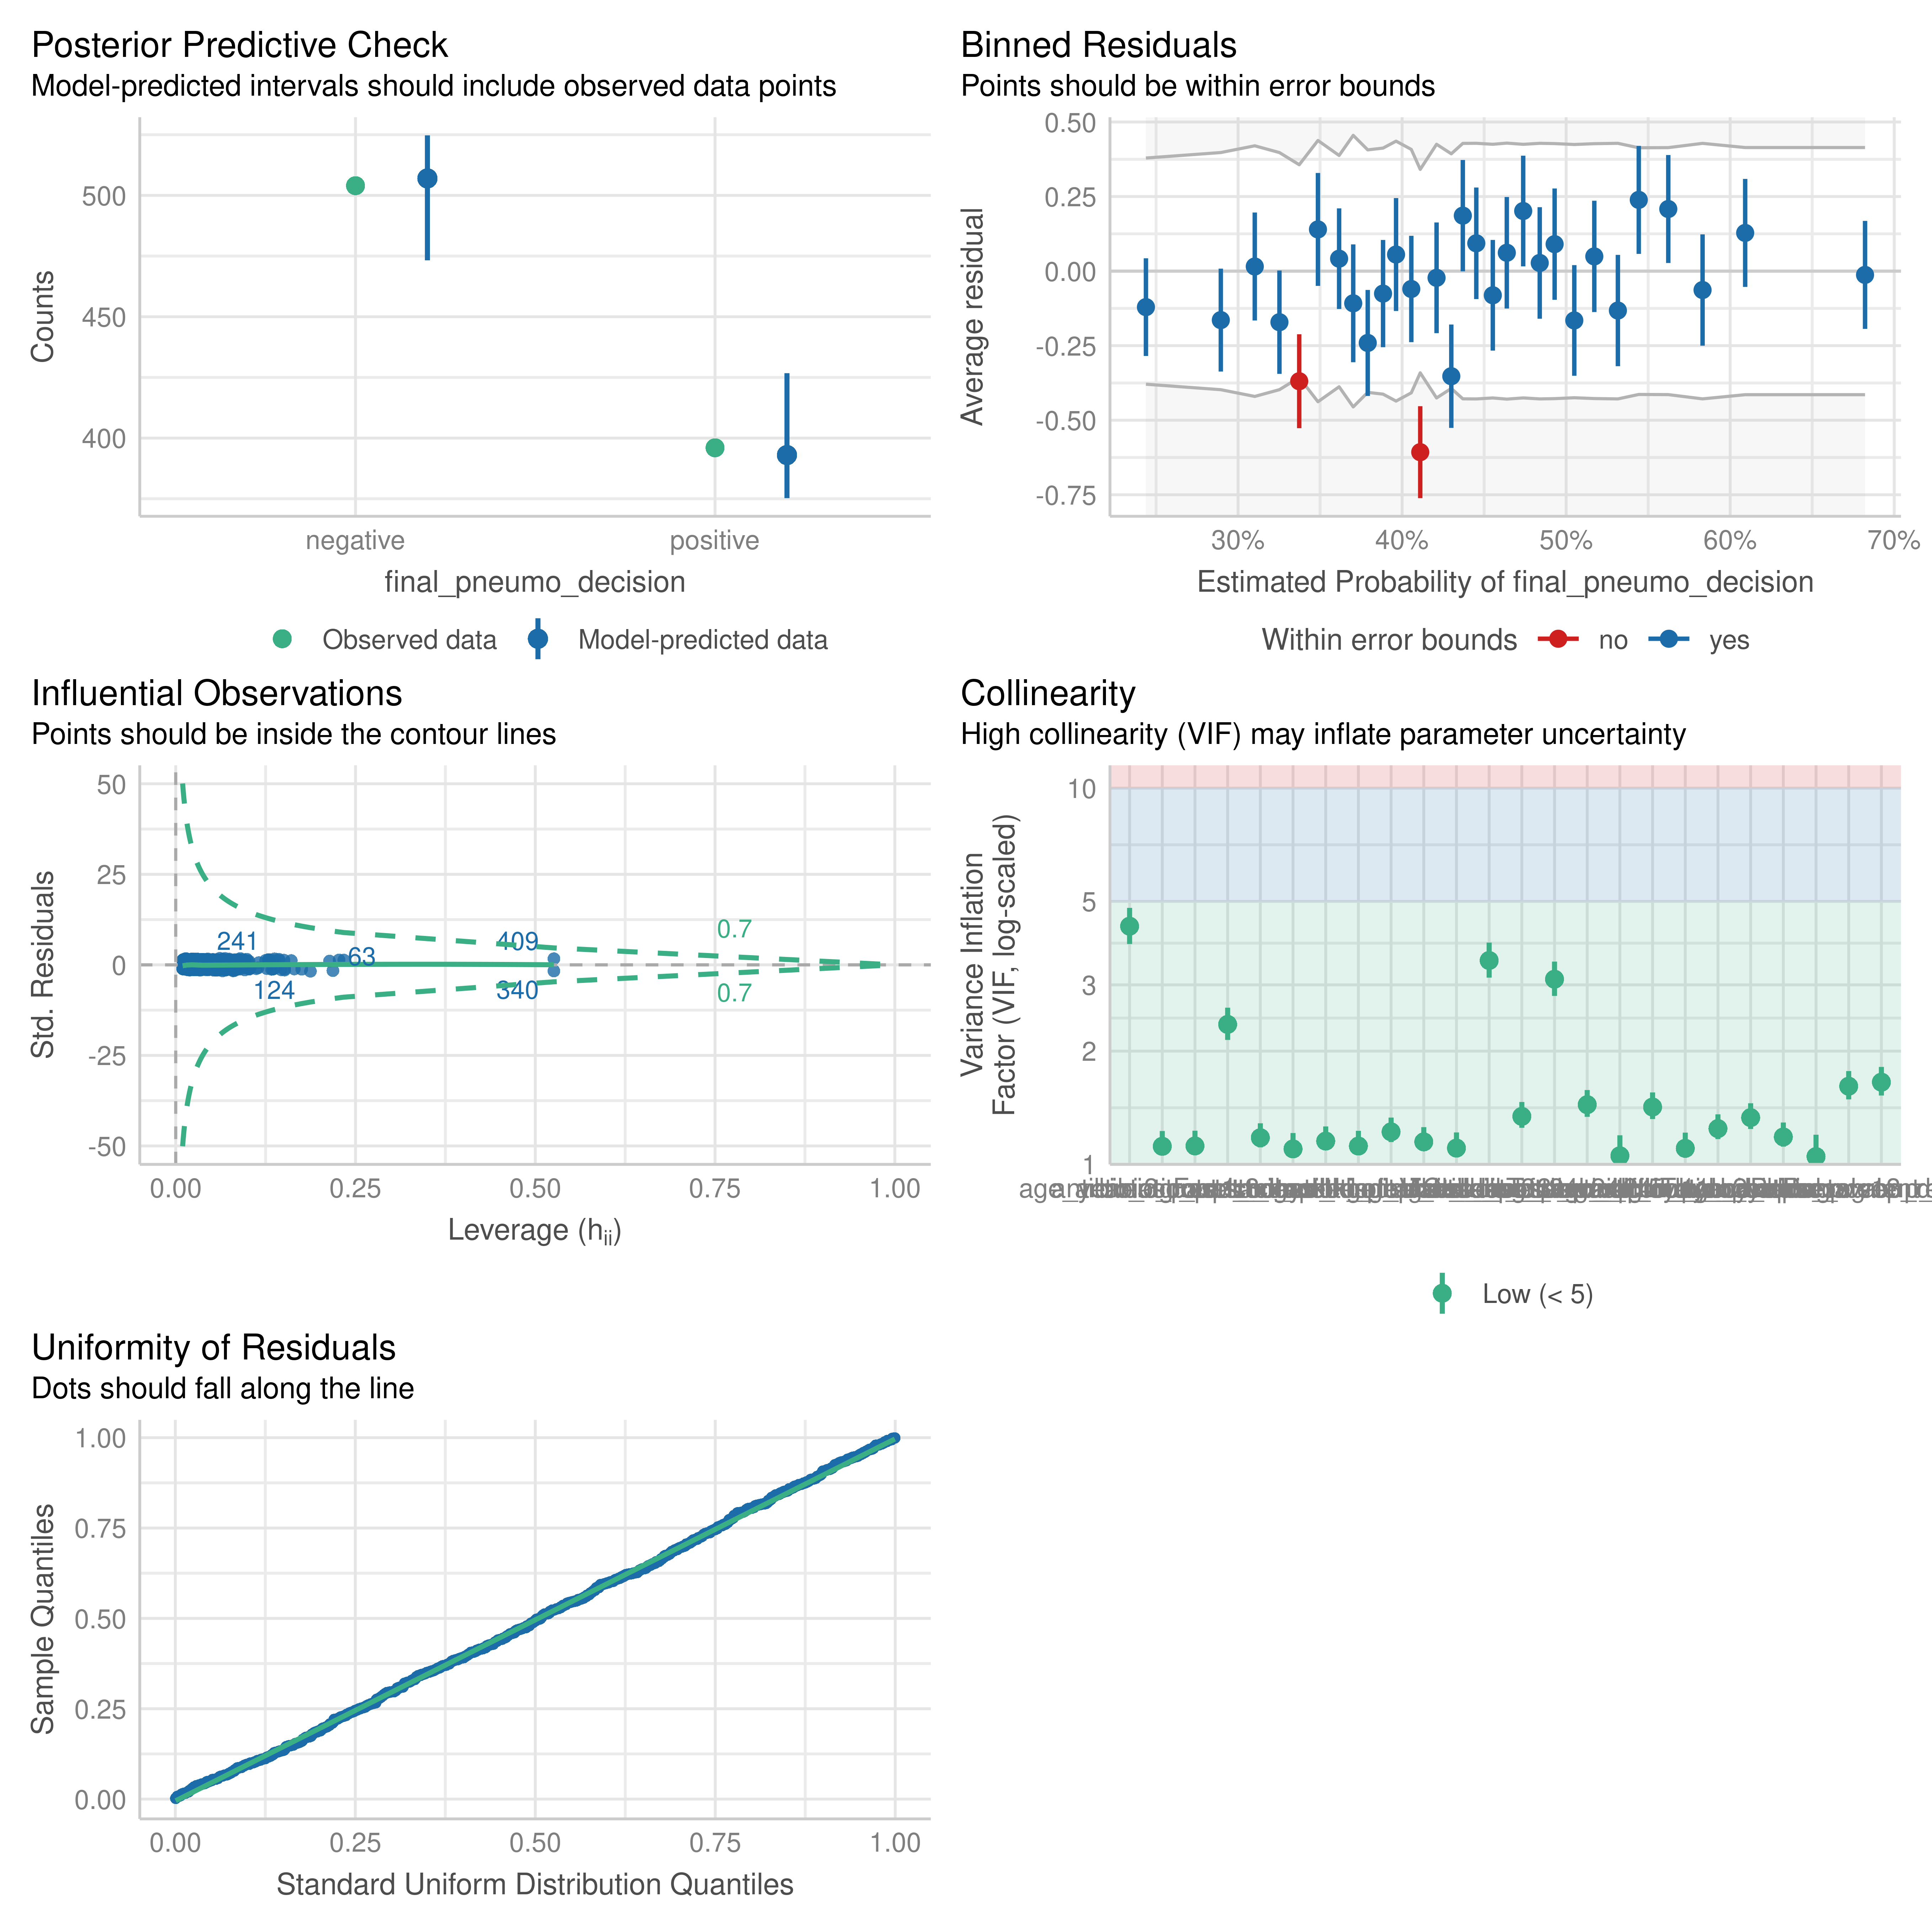 Posterior Predictive Check
Model-predicted intervals should include observed data points
500
450
400
Counts
negative
positive
final_pneumo_decision
Observed data
Model-predicted data
Binned Residuals
Points should be within error bounds
0.50
0.25
0.00
-0.25
-0.50
-0.75
Average residual
30%
40%
50%
60%
70%
Estimated Probability of final_pneumo_decision
Within error bounds
no
yes
Influential Observations
Points should be inside the contour lines
50
25
0
-25
-50
Std. Residuals
241
63
409
0.7
124
340
0.7
0.00
0.25
0.50
0.75
1.00
Leverage (hii)
Collinearity
High collinearity (VIF) may inflate parameter uncertainty
10
5
3
2
1
Variance Inflation
Factor (VIF, log-scaled)
Low (< 5)
Uniformity of Residuals
Dots should fall along the line
1.00
0.75
0.50
0.25
0.00
Sample Quantiles
0.00
0.25
0.50
0.75
1.00
Standard Uniform Distribution Quantiles